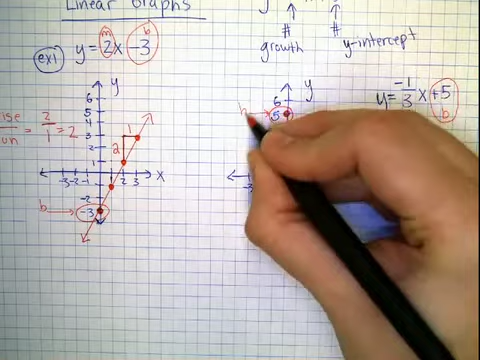 Linear Graphs
y =
# #
growth y-intercept
ex1 y = 2x - 3
m b
y
6
5
4
3
2
1
-3 -2 -1 1 2 3 x
-2
-3
b
rise/run = 2/1 = 2
2
1
y
6
5
b
y = -1/3 x + 5
b